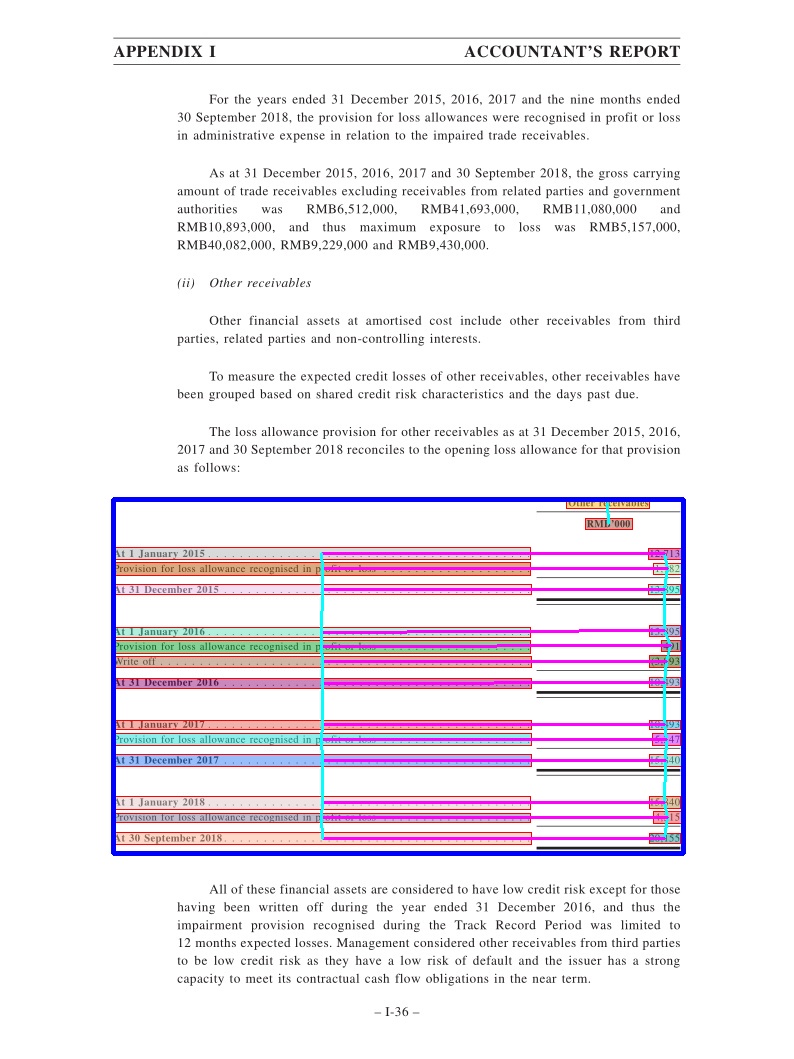 APPENDIX I ACCOUNTANT'S REPORT
For the years ended 31 December 2015, 2016, 2017 and the nine months ended
30 September 2018, the provision for loss allowances were recognised in profit or loss
in administrative expense in relation to the impaired trade receivables.
As at 31 December 2015, 2016, 2017 and 30 September 2018, the gross carrying
amount of trade receivables excluding receivables from related parties and government
authorities was RMB6,512,000, RMB41,693,000, RMB11,080,000 and
RMB10,893,000, and thus maximum exposure to loss was RMB5,157,000,
RMB40,082,000, RMB9,229,000 and RMB9,430,000.
(ii) Other receivables
Other financial assets at amortised cost include other receivables from third
parties, related parties and non-controlling interests.
To measure the expected credit losses of other receivables, other receivables have
been grouped based on shared credit risk characteristics and the days past due.
The loss allowance provision for other receivables as at 31 December 2015, 2016,
2017 and 30 September 2018 reconciles to the opening loss allowance for that provision
as follows:
Other receivables
RMB'000
At 1 January 2015 12,713
Provision for loss allowance recognised in profit or loss
At 31 December 2015 13,895
At 1 January 2016 13,895
Provision for loss allowance recognised in profit or loss
Write off
At 31 December 2016
At 1 January 2017
Provision for loss allowance recognised in profit or loss
At 31 December 2017
At 1 January 2018
Provision for loss allowance recognised in profit or loss
At 30 September 2018 20,155
All of these financial assets are considered to have low credit risk except for those
having been written off during the year ended 31 December 2016, and thus the
impairment provision recognised during the Track Record Period was limited to
12 months expected losses. Management considered other receivables from third parties
to be low credit risk as they have a low risk of default and the issuer has a strong
capacity to meet its contractual cash flow obligations in the near term.
– I-36 –